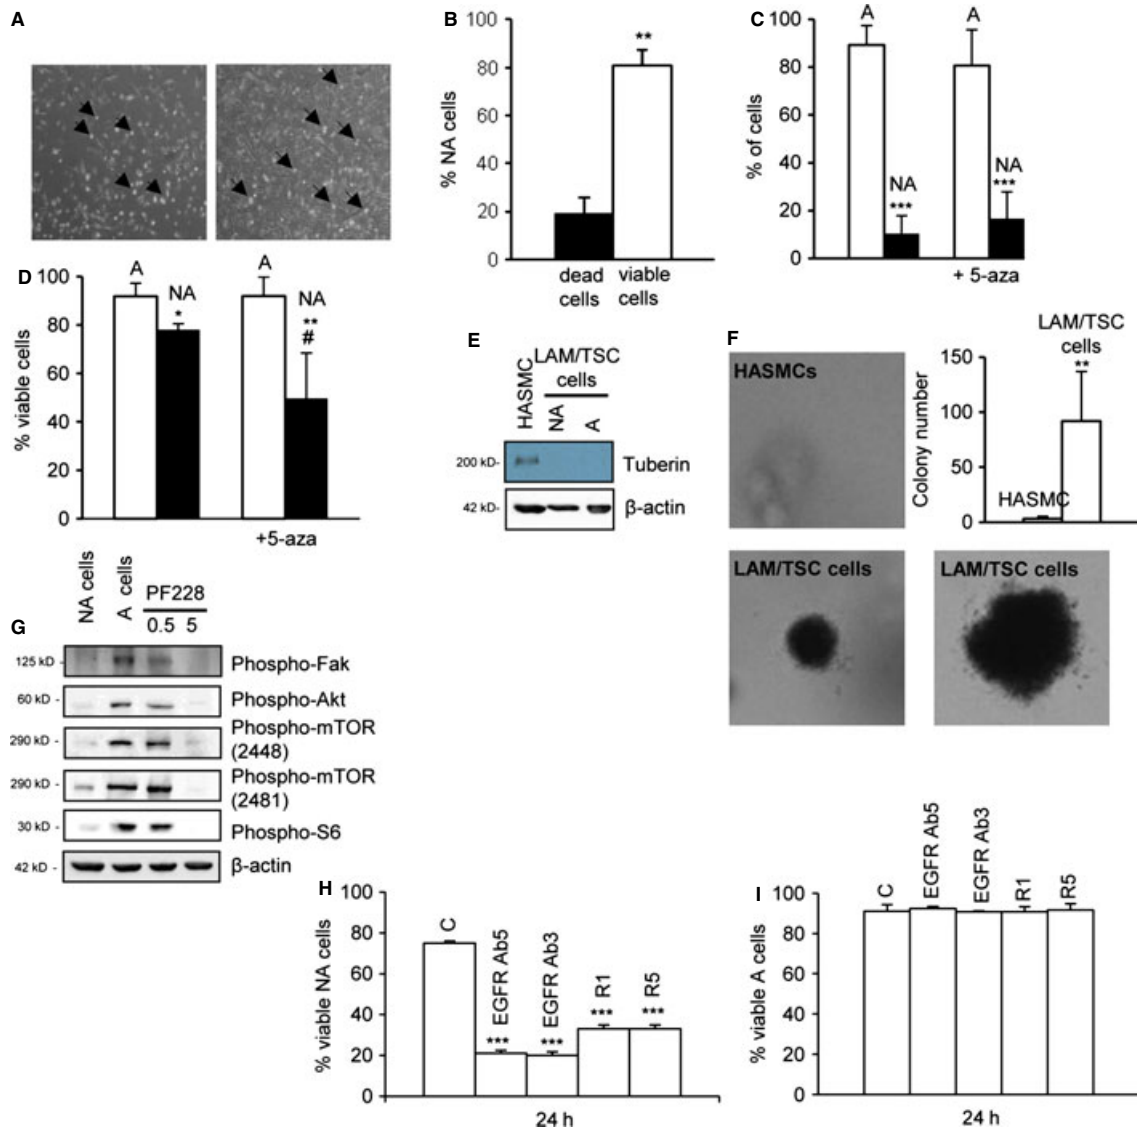 A
B
% NA cells
100
80
60
40
20
0
**
dead
cells
viable
cells
C
% of cells
100
80
60
40
20
0
A
NA
***
A
NA
***
+ 5-aza
D
% viable cells
100
80
60
40
20
0
A
NA
*
A
NA
**
#
+5-aza
E
HASMC
LAM/TSC
cells
NA
A
200 kD-
Tuberin
42 kD-
β-actin
F
HASMCs
Colony number
150
100
50
0
HASMC
LAM/TSC
cells
**
LAM/TSC cells
LAM/TSC cells
G
NA cells
A cells
PF228
0.5 5
125 kD -
Phospho-Fak
60 kD -
Phospho-Akt
290 kD -
Phospho-mTOR
(2448)
290 kD -
Phospho-mTOR
(2481)
30 kD -
Phospho-S6
42 kD -
β-actin
H
% viable NA cells
100
80
60
40
20
0
C
EGFR Ab5
***
EGFR Ab3
***
R1
***
R5
***
24 h
I
% viable A cells
100
80
60
40
20
0
C
EGFR Ab5
EGFR Ab3
R1
R5
24 h